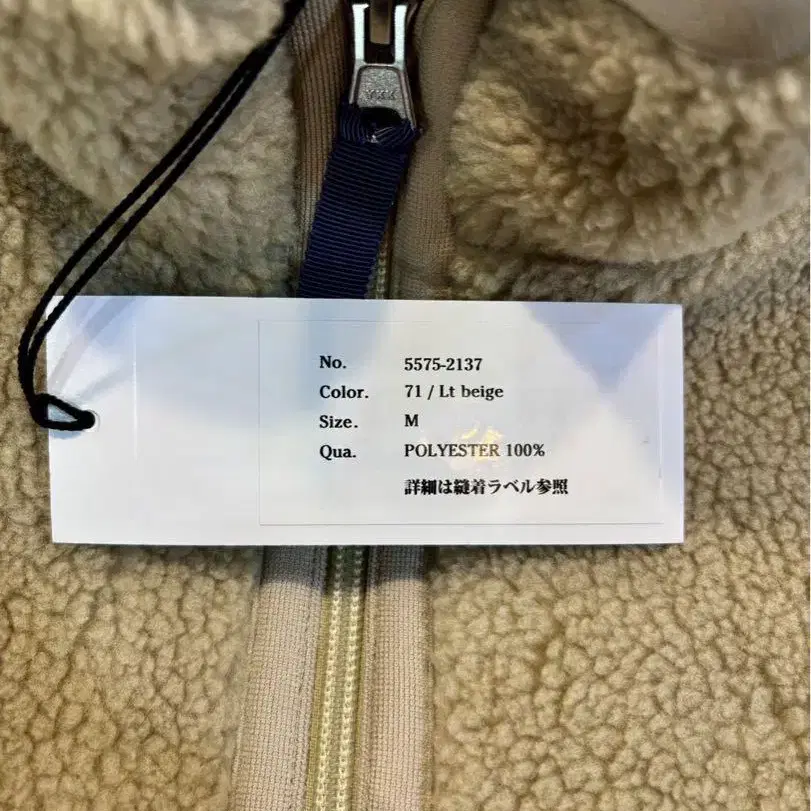 YKK
No. 5575-2137
Color. 71 / Lt beige
Size. M
Qua. POLYESTER 100%
詳細は縫着ラベル参照